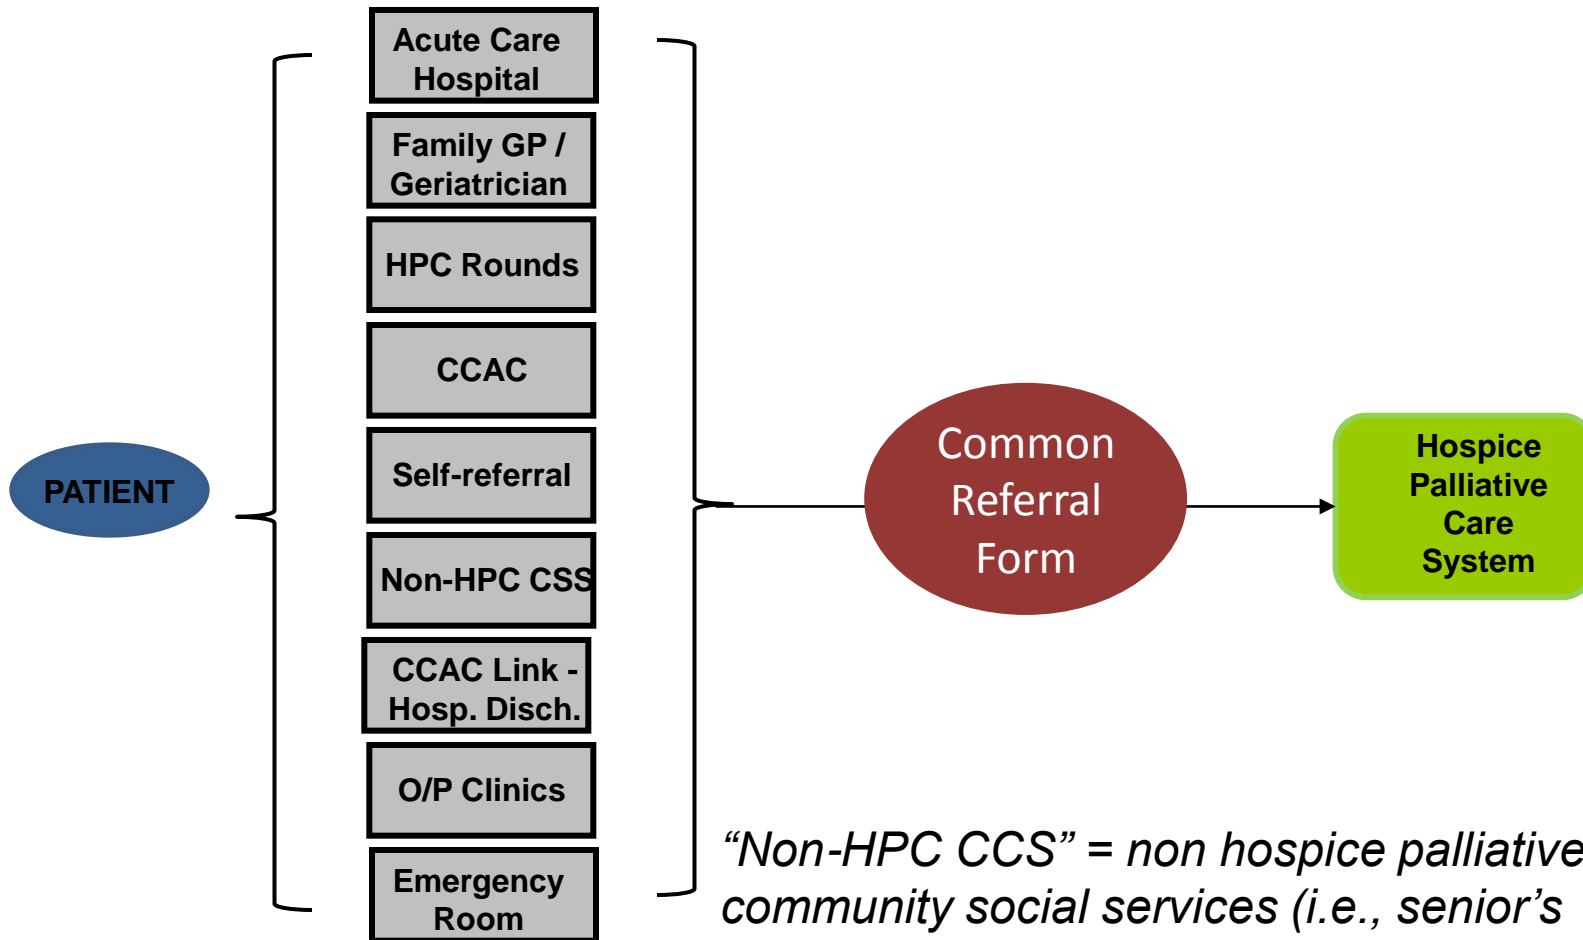 PATIENT
Acute Care
Hospital
Family GP /
Geriatrician
HPC Rounds
CCAC
Self-referral
Non-HPC CSS
CCAC Link -
Hosp. Disch.
O/P Clinics
Emergency
Room
Common
Referral
Form
Hospice
Palliative
Care
System
“Non-HPC CCS” = non hospice palliative
community social services (i.e., senior’s